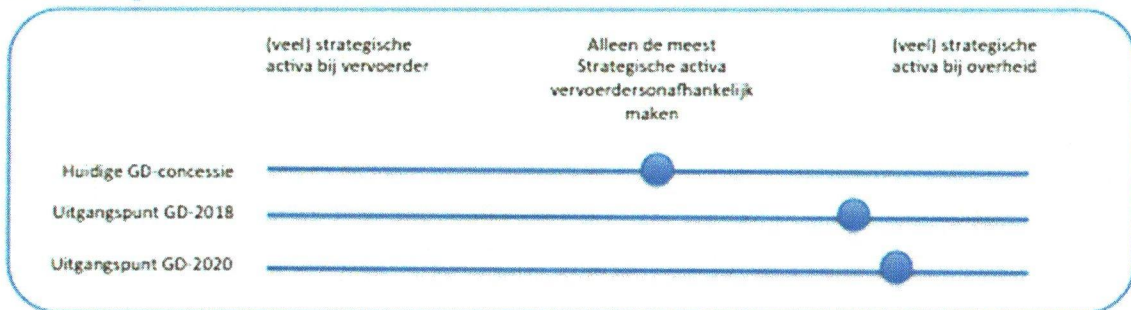 (veel) strategische
activa bij vervoerder
Alleen de meest
Strategische activa
vervoerdersonafhankelijk
maken
(veel) strategische
activa bij overheid
Huidige GD-concessie
Uitgangspunt GD-2018
Uitgangspunt GD-2020